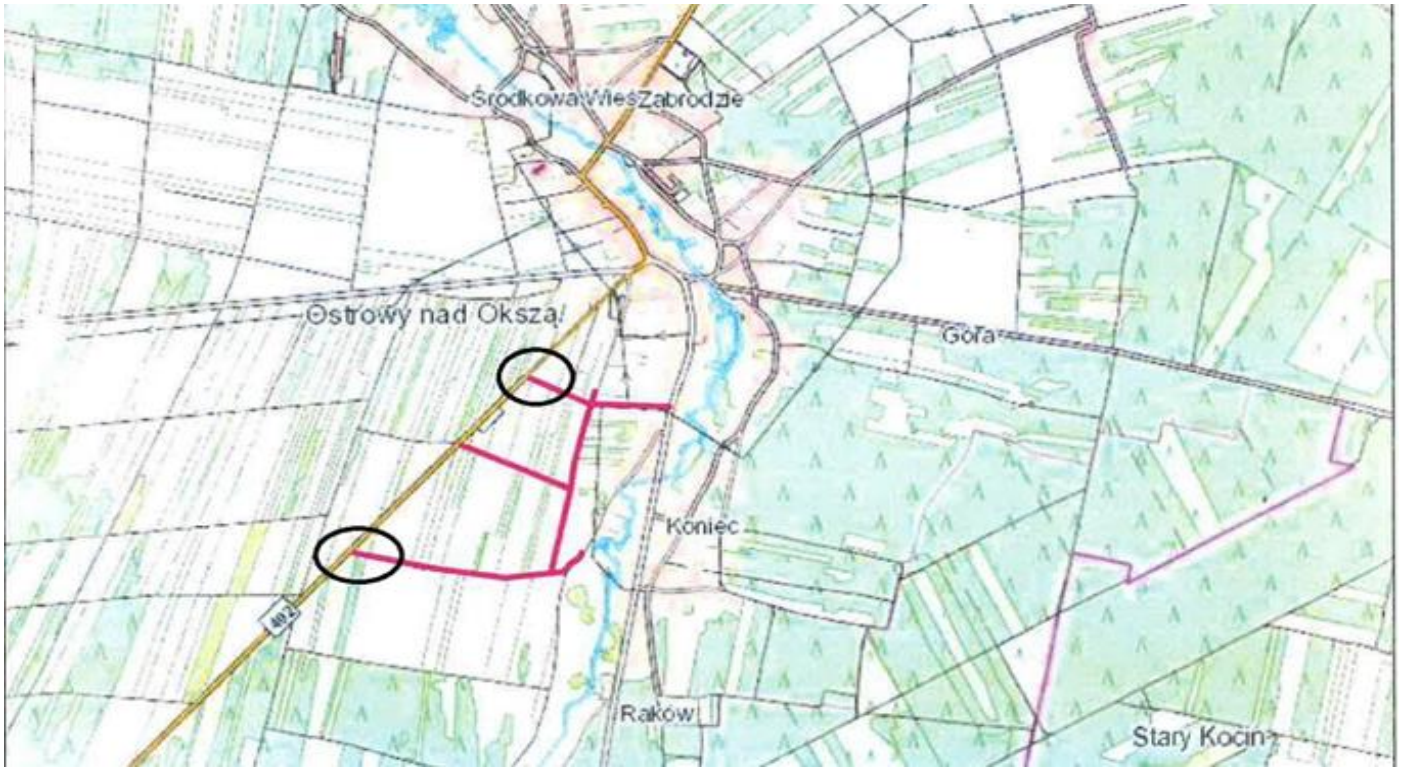 Środkowa Wieś Zabrodzie
Ostrowy nad Okszą
Góra
Koniec
492
Raków
Stary Kocin